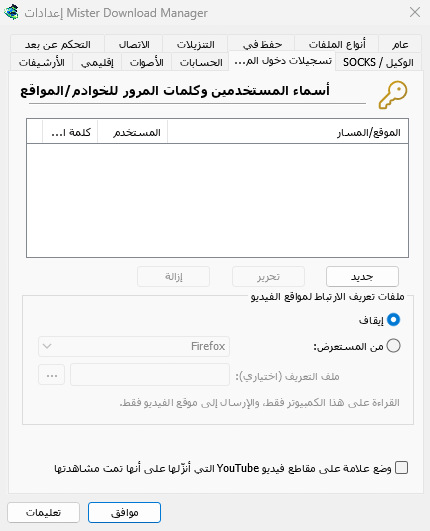 إعدادات Mister Download Manager
عام
أنواع الملفات
حفظ في
التنزيلات
الاتصال
التحكم عن بعد
الوكيل / SOCKS
تسجيلات دخول الم...
الحسابات
الأصوات
إقليمي
الأرشيفات
أسماء المستخدمين وكلمات المرور للخوادم/المواقع
الموقع/المسار
المستخدم
كلمة ا...
جديد
تحرير
إزالة
ملفات تعريف الارتباط لمواقع الفيديو
إيقاف
من المستعرض:
Firefox
ملف التعريف (اختياري):
...
القراءة على هذا الكمبيوتر فقط، والإرسال إلى موقع الفيديو فقط.
وضع علامة على مقاطع فيديو YouTube التي أنزّلها على أنها تمت مشاهدتها
موافق
تعليمات